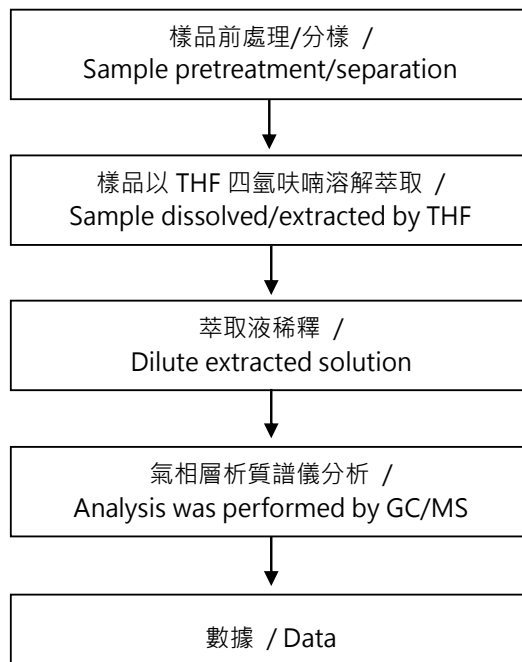 樣品前處理/分樣 /
Sample pretreatment/separation
樣品以 THF 四氫呋喃溶解萃取 /
Sample dissolved/extracted by THF
萃取液稀釋 /
Dilute extracted solution
氣相層析質譜儀分析 /
Analysis was performed by GC/MS
數據 / Data